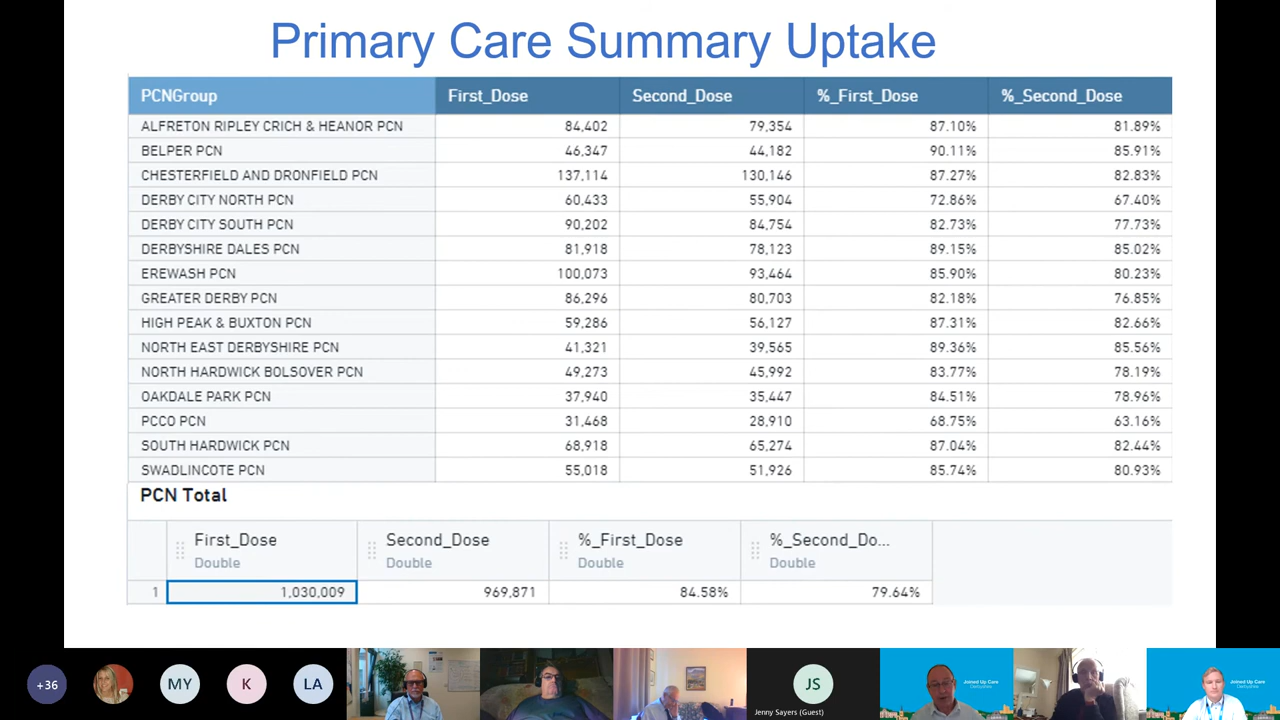 Primary Care Summary Uptake
PCNGroup First_Dose Second_Dose %_First_Dose %_Second_Dose
ALFRETON RIPLEY CRICH & HEANOR PCN 84,402 79,354 87.10% 81.89%
BELPER PCN 46,347 44,182 90.11% 85.91%
CHESTERFIELD AND DRONFIELD PCN 137,114 130,146 87.27% 82.83%
DERBY CITY NORTH PCN 60,433 55,904 72.86% 67.40%
DERBY CITY SOUTH PCN 90,202 84,754 82.73% 77.73%
DERBYSHIRE DALES PCN 81,918 78,123 89.15% 85.02%
EREWASH PCN 100,073 93,464 85.90% 80.23%
GREATER DERBY PCN 86,296 80,703 82.18% 76.85%
HIGH PEAK & BUXTON PCN 59,286 56,127 87.31% 82.66%
NORTH EAST DERBYSHIRE PCN 41,321 39,565 89.36% 85.56%
NORTH HARDWICK BOLSOVER PCN 49,273 45,992 83.77% 78.19%
OAKDALE PARK PCN 37,940 35,447 84.51% 78.96%
PCCO PCN 31,468 28,910 68.75% 63.16%
SOUTH HARDWICK PCN 68,918 65,274 87.04% 82.44%
SWADLINCOTE PCN 55,018 51,926 85.74% 80.93%
PCN Total
First_Dose Second_Dose %_First_Dose %_Second_Do...
Double Double Double Double
1 1,030,009 969,871 84.58% 79.64%
+36 MY K LA JS
Jenny Sayers (Guest)
Joined Up Care
Derbyshire
Joined Up Care
Derbyshire